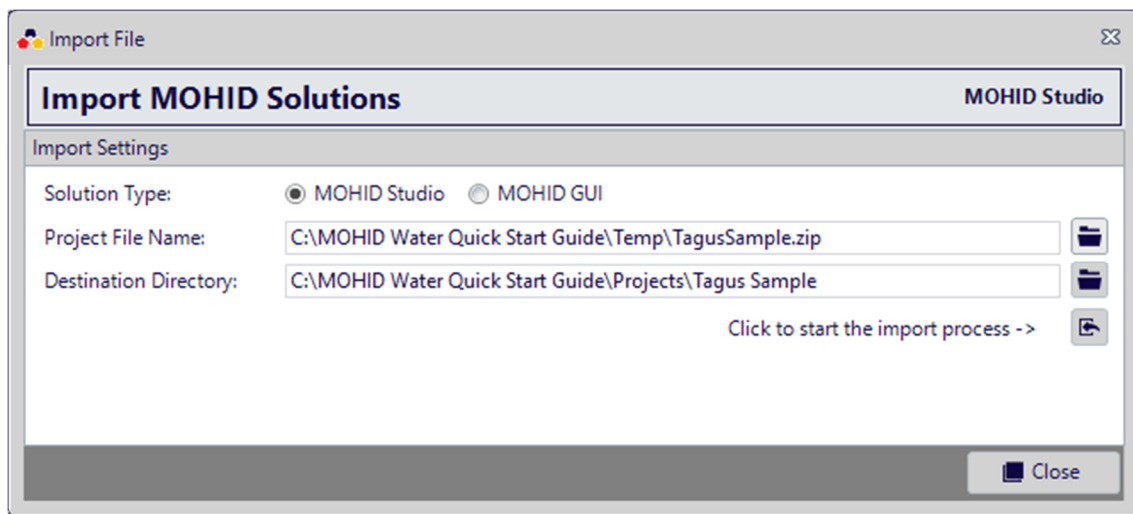 Import File
Import MOHID Solutions MOHID Studio
Import Settings
Solution Type: MOHID Studio MOHID GUI
Project File Name: C:\MOHID Water Quick Start Guide\Temp\TagusSample.zip
Destination Directory: C:\MOHID Water Quick Start Guide\Projects\Tagus Sample
Click to start the import process ->
Close